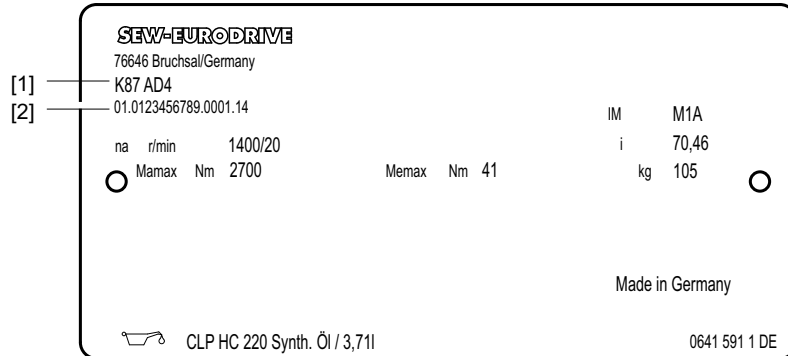 SEW-EURODRIVE
76646 Bruchsal/Germany
[1] K87 AD4
[2] 01.0123456789.0001.14
IM M1A
na r/min 1400/20 i 70,46
Mamax Nm 2700 Memax Nm 41 kg 105
Made in Germany
CLP HC 220 Synth. Öl / 3,71l 0641 591 1 DE